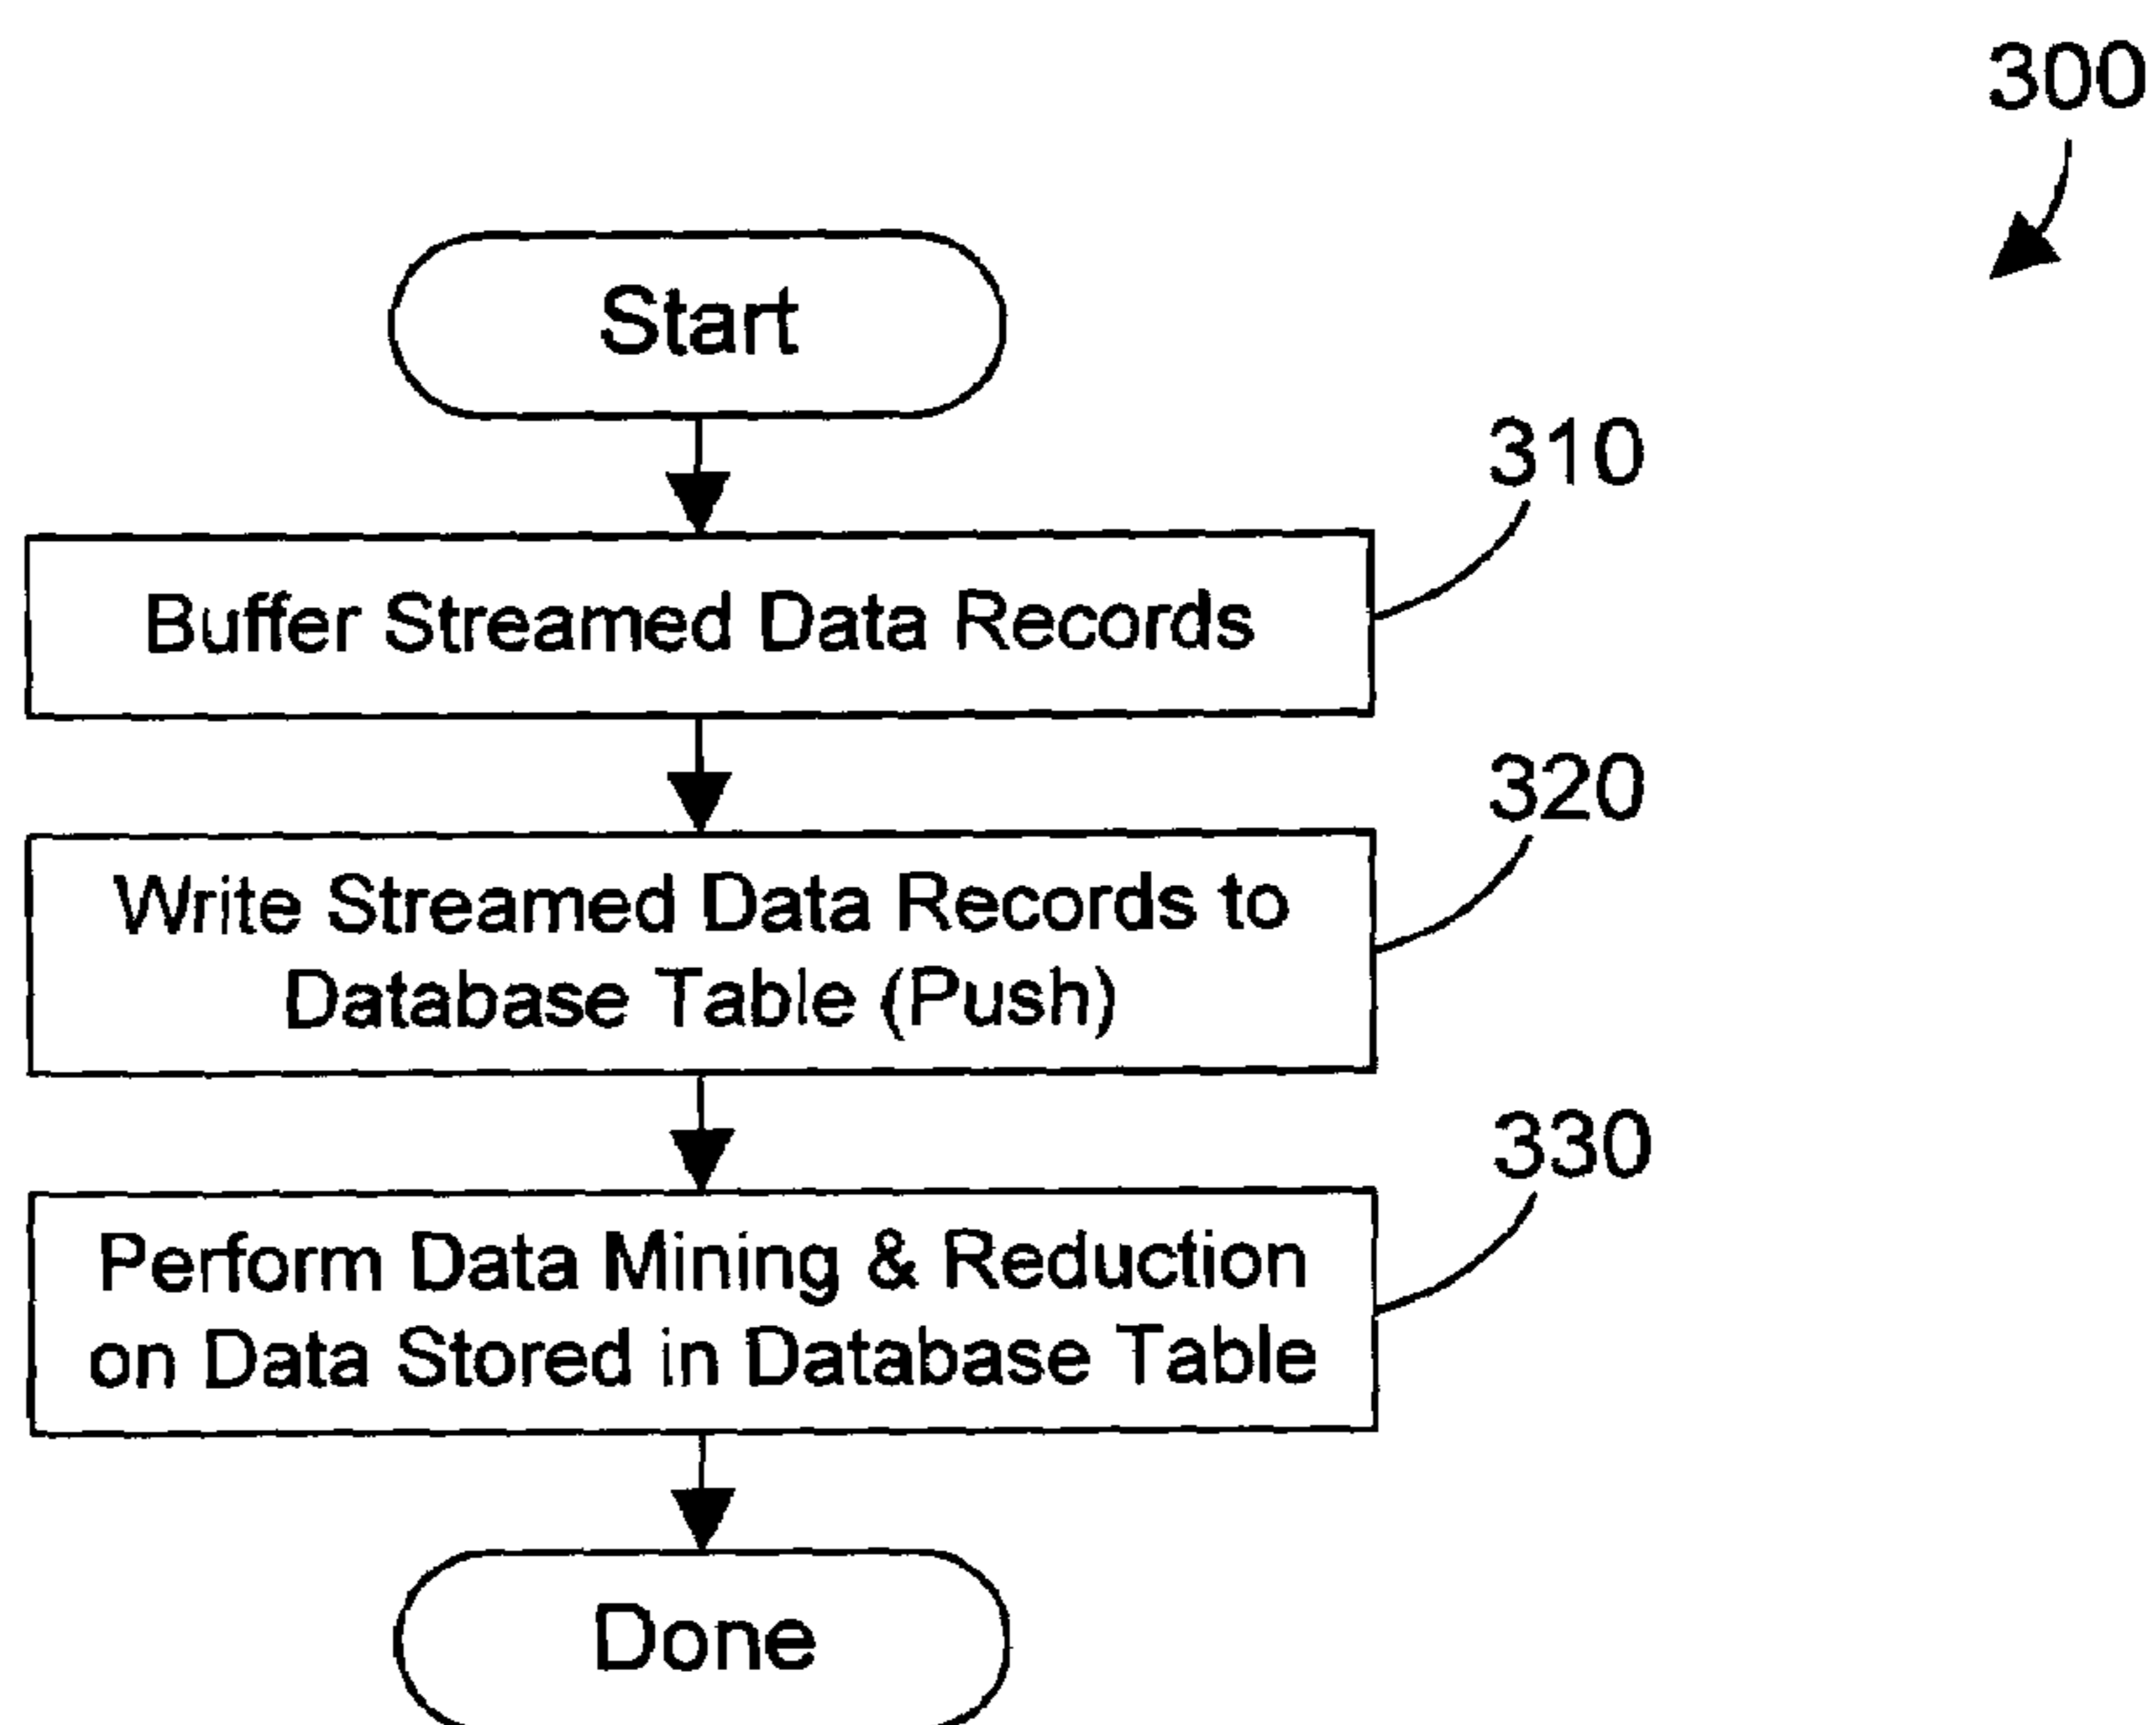 300
Start
310
Buffer Streamed Data Records
320
Write Streamed Data Records to
Database Table (Push)
330
Perform Data Mining & Reduction
on Data Stored in Database Table
Done